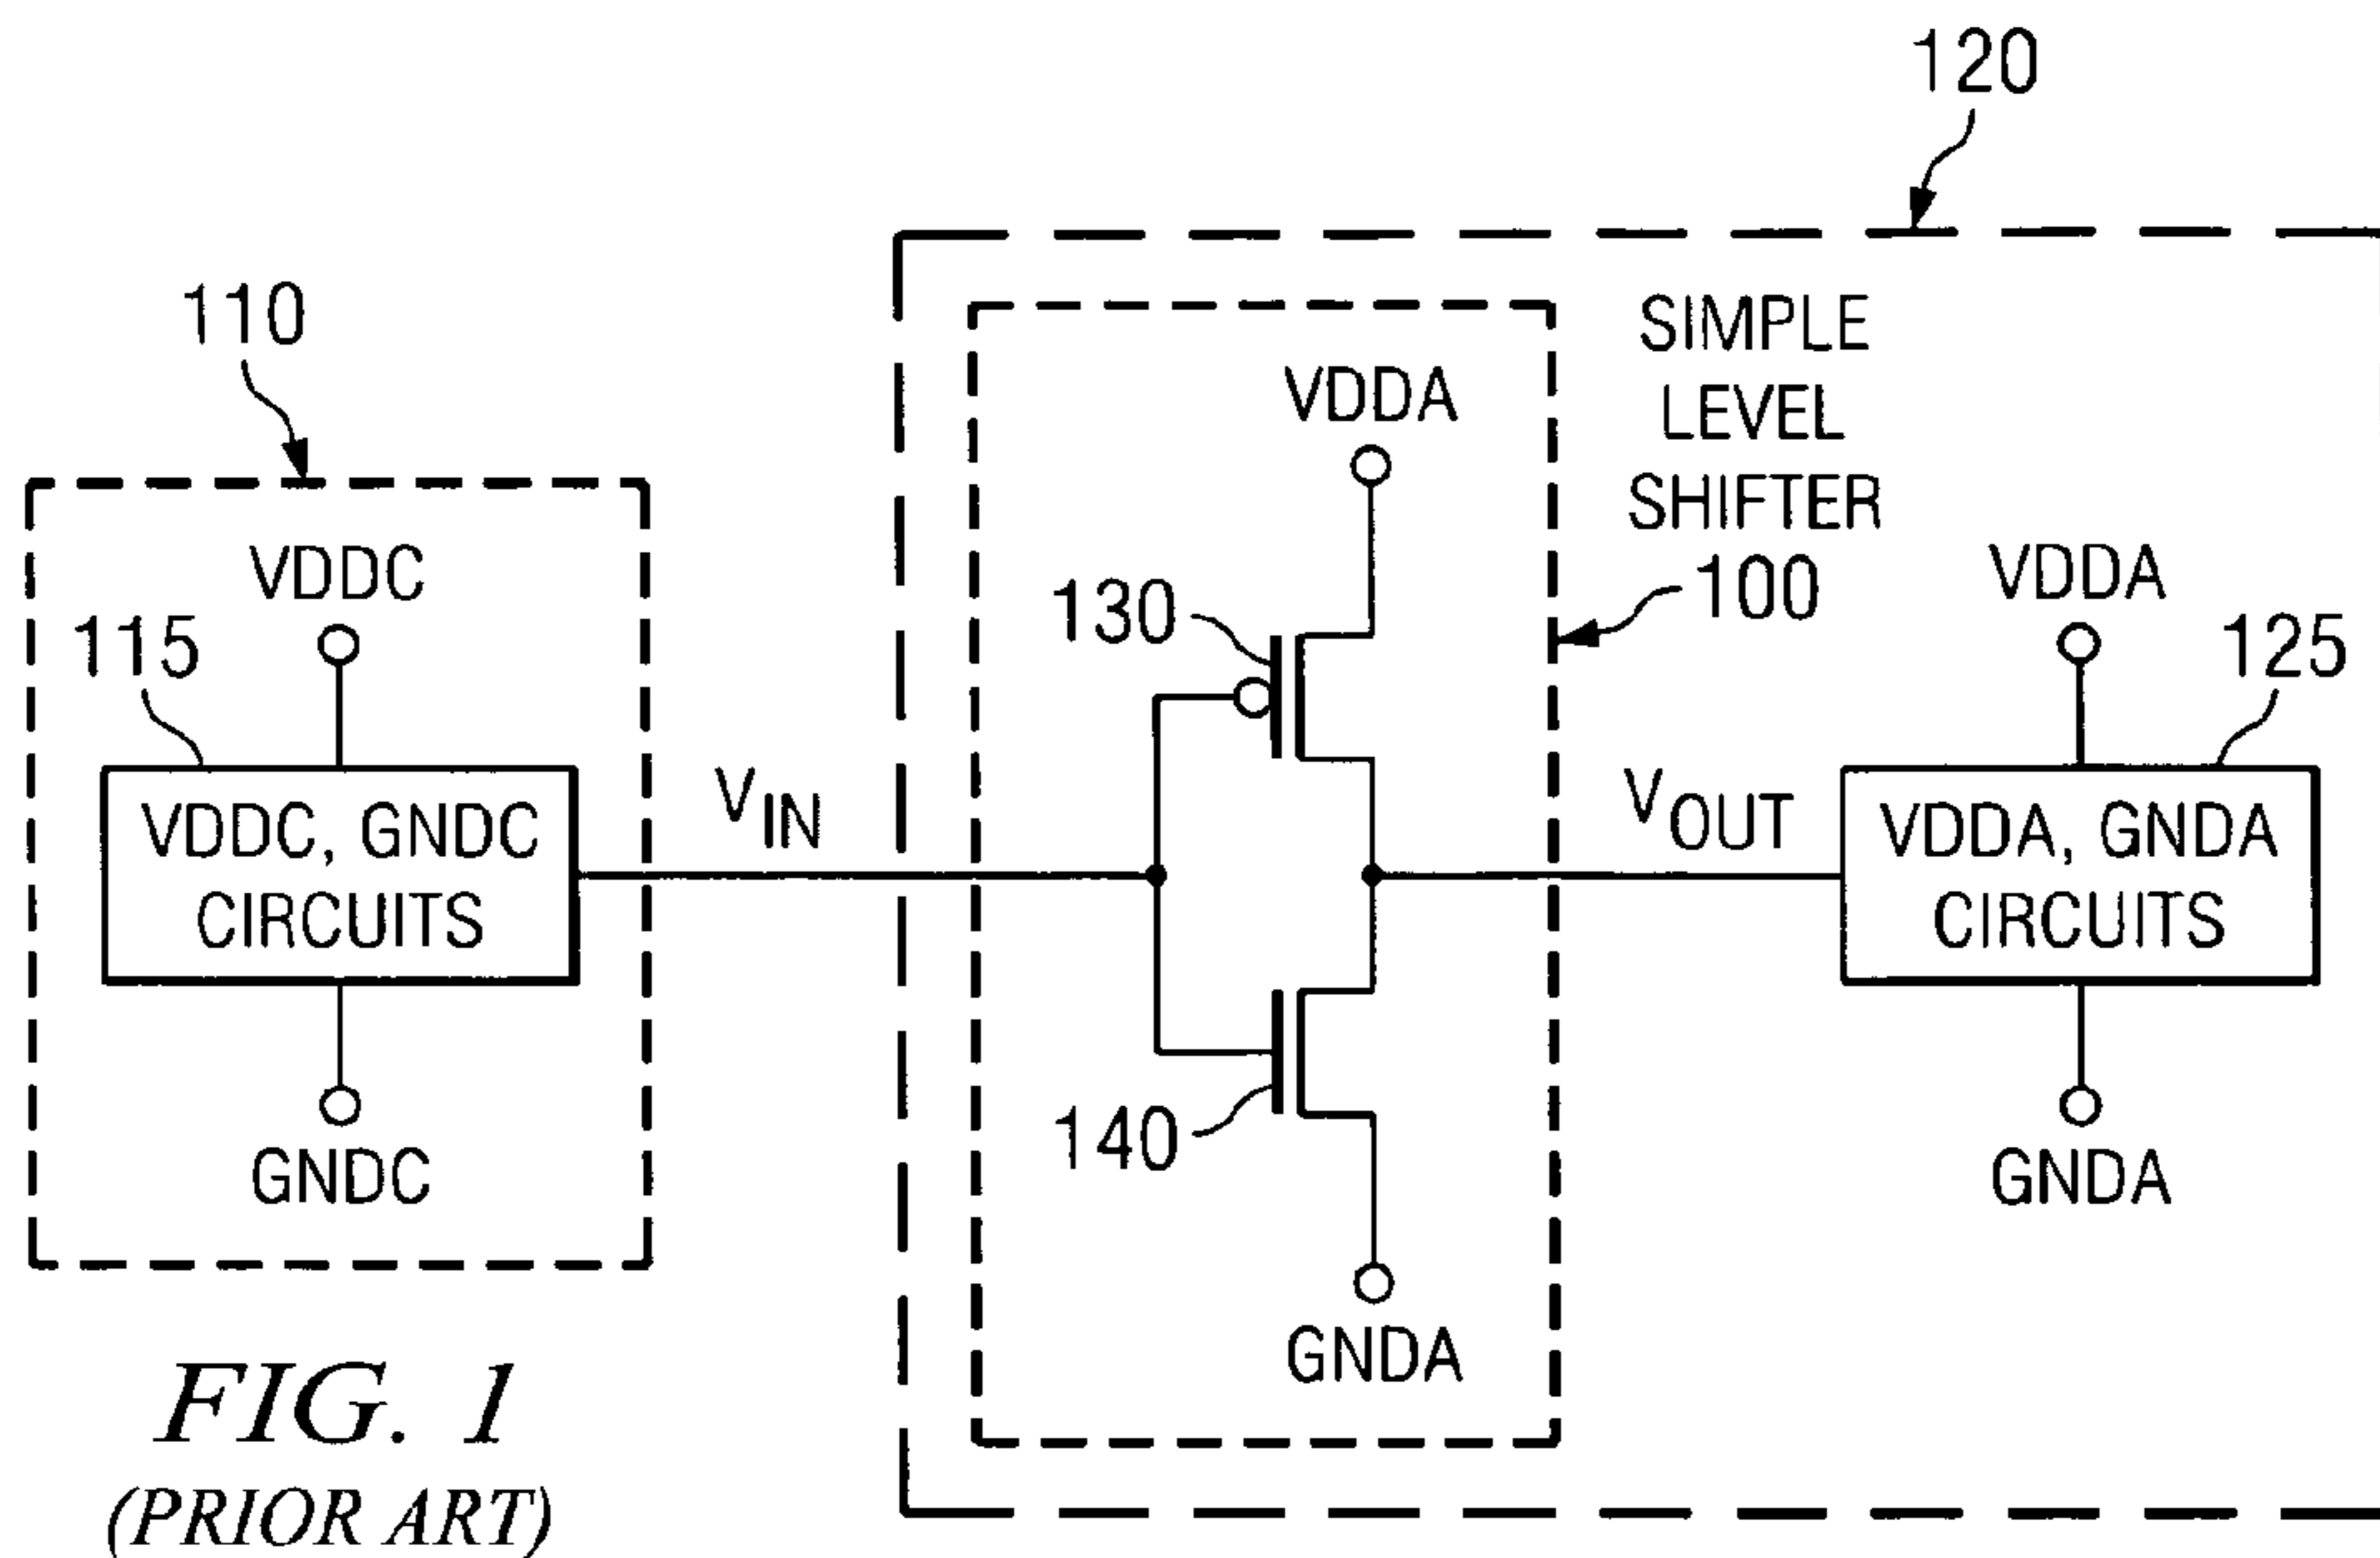 120
110
SIMPLE
LEVEL
SHIFTER
100
VDDA
VDDC
115
130
VDDA
125
VDDC, GNDC
CIRCUITS
VIN
VOUT
VDDA, GNDA
CIRCUITS
140
GNDC
GNDA
GNDA
FIG. 1
(PRIOR ART)